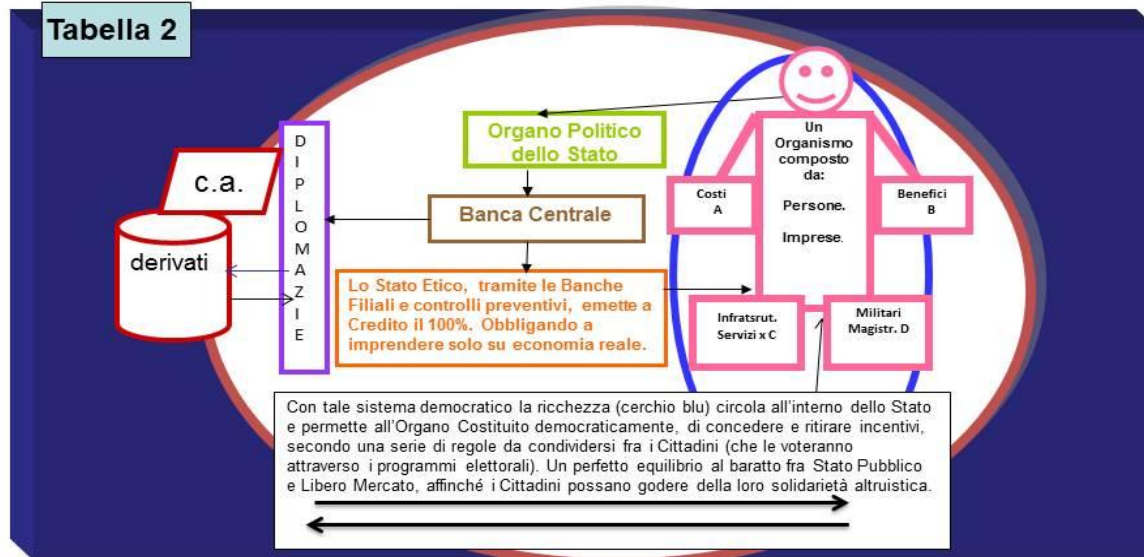 Tabella 2
Organo Politico
dello Stato
Banca Centrale
Lo Stato Etico, tramite le Banche
Filiali e controlli preventivi, emette a
Credito il 100%. Obbligando a
imprendere solo su economia reale.
D
I
P
L
O
M
A
Z
I
E
c.a.
derivati
Un
Organismo
composto
da:
Persone.
Imprese.
Costi
A
Benefici
B
Infratsrut.
Servizi x C
Militari
Magistr. D
Con tale sistema democratico la ricchezza (cerchio blu) circola all'interno dello Stato
e permette all'Organo Costituito democraticamente, di concedere e ritirare incentivi,
secondo una serie di regole da condividersi fra i Cittadini (che le voteranno
attraverso i programmi elettorali). Un perfetto equilibrio al baratto fra Stato Pubblico
e Libero Mercato, affinché i Cittadini possano godere della loro solidarietà altruistica.